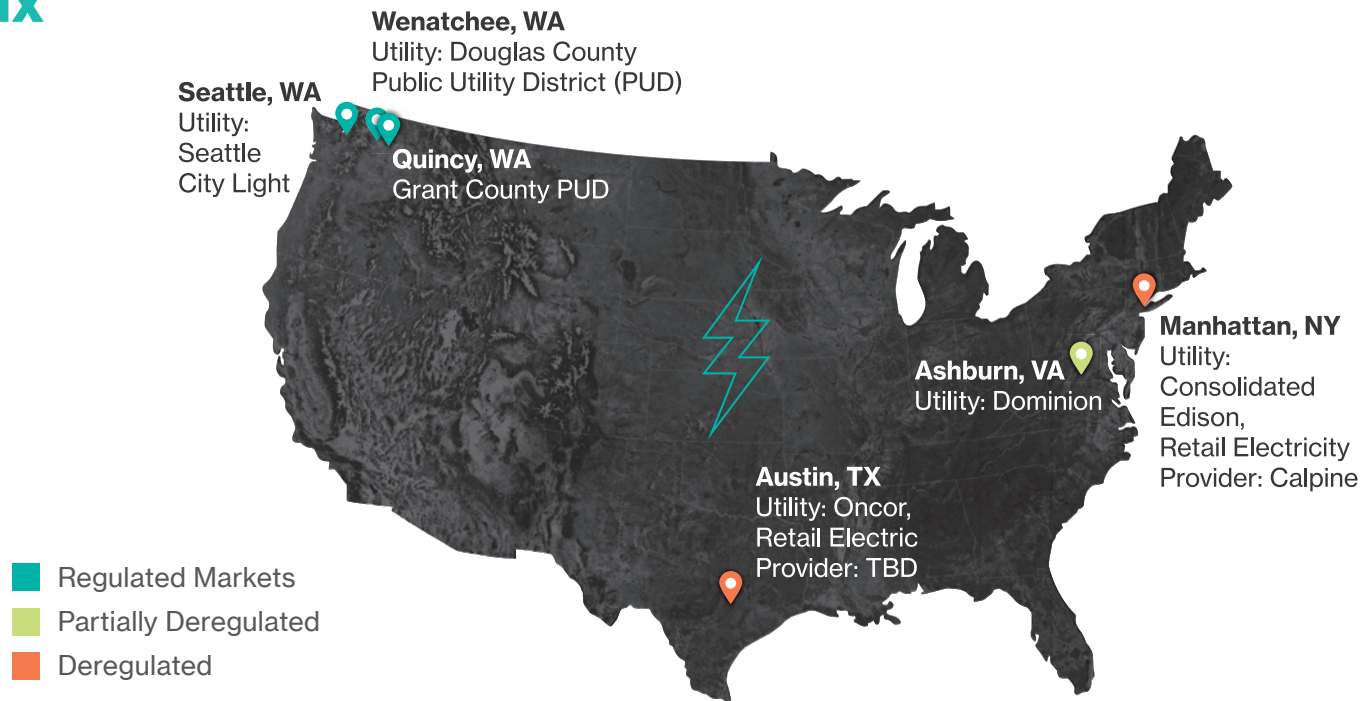 Wenatchee, WA
Utility: Douglas County
Public Utility District (PUD)
Seattle, WA
Utility:
Seattle
City Light
Quincy, WA
Grant County PUD
Manhattan, NY
Utility:
Consolidated
Edison,
Retail Electricity
Provider: Calpine
Ashburn, VA
Utility: Dominion
Austin, TX
Utility: Oncor,
Retail Electric
Provider: TBD
Regulated Markets
Partially Deregulated
Deregulated